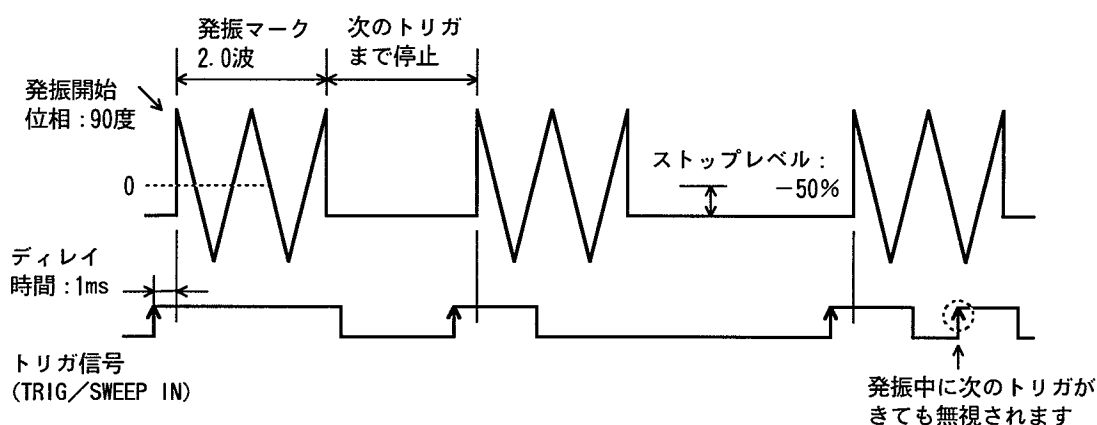 発振マーク
2.0波
次のトリガ
まで停止
発振開始
位相:90度
ストップレベル:
-50%
0
ディレイ
時間:1ms
トリガ信号
(TRIG/SWEEP IN)
発振中に次のトリガが
きても無視されます